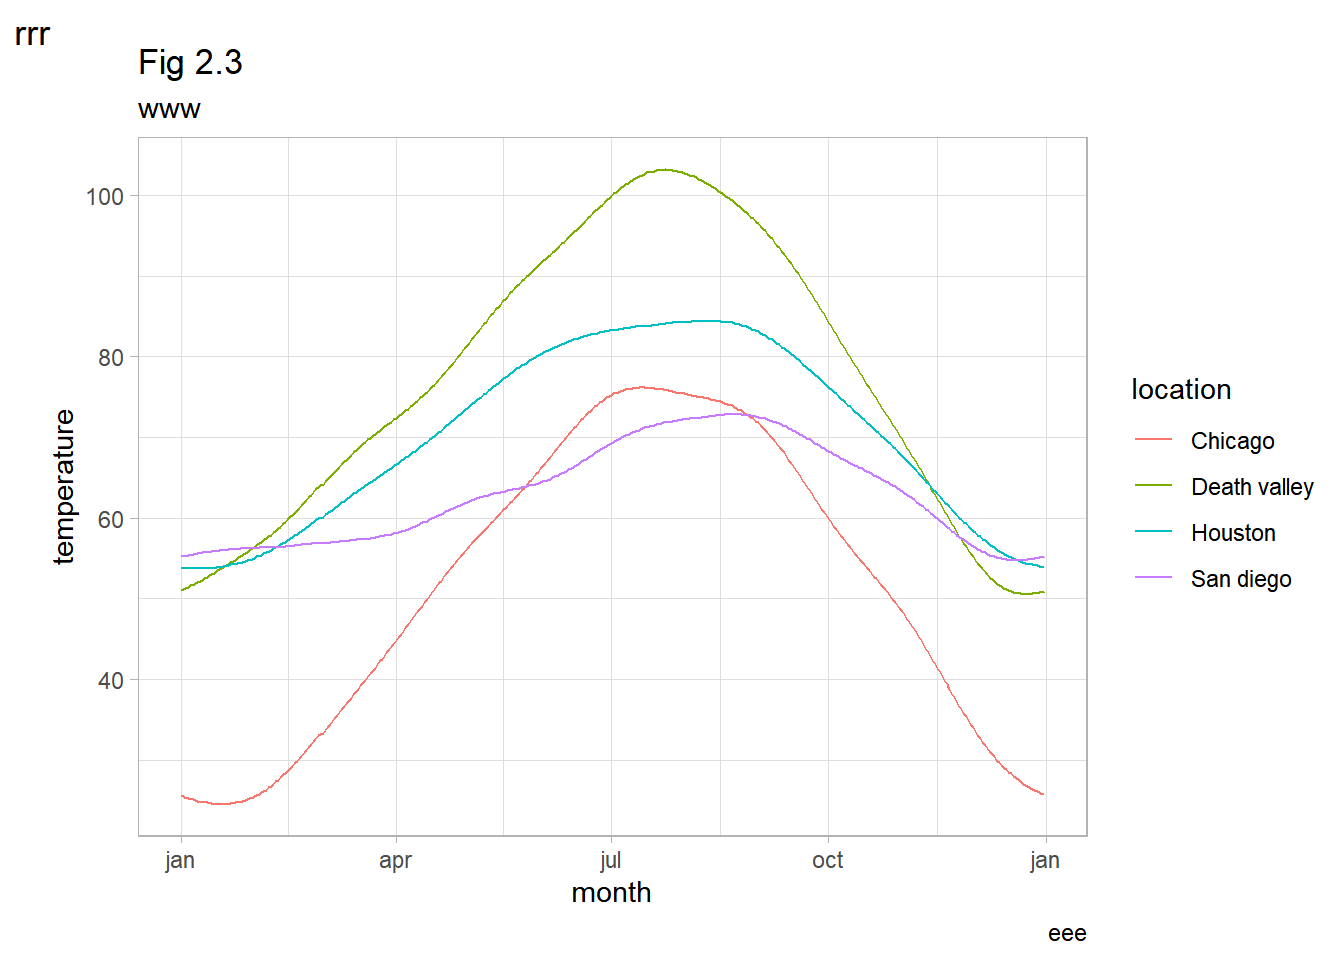 rrr
Fig 2.3
www
100
80
60
40
temperature
jan
apr
jul
oct
jan
month
location
Chicago
Death valley
Houston
San diego
eee